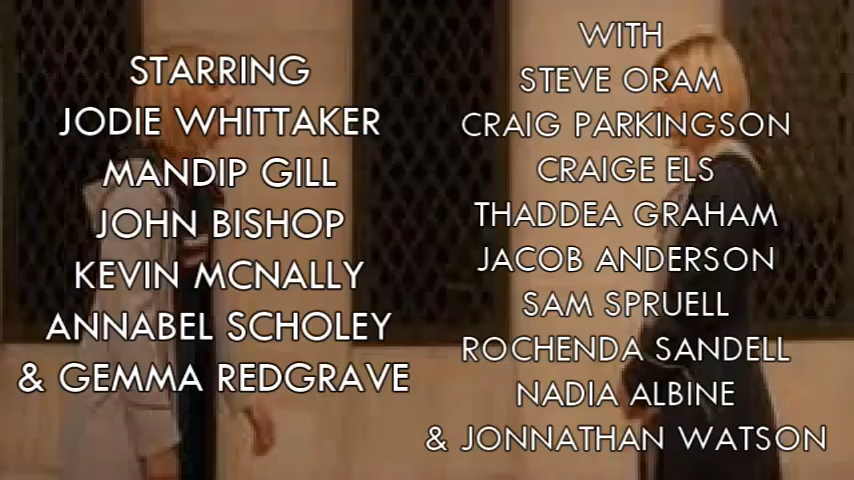 STARRING
JODIE WHITTAKER
MANDIP GILL
JOHN BISHOP
KEVIN MCNALLY
ANNABEL SCHOLEY
& GEMMA REDGRAVE
WITH
STEVE ORAM
CRAIG PARKINGSON
CRAIGE ELS
THADDEA GRAHAM
JACOB ANDERSON
SAM SPRUELL
ROCHENDA SANDELL
NADIA ALBINE
& JONNATHAN WATSON